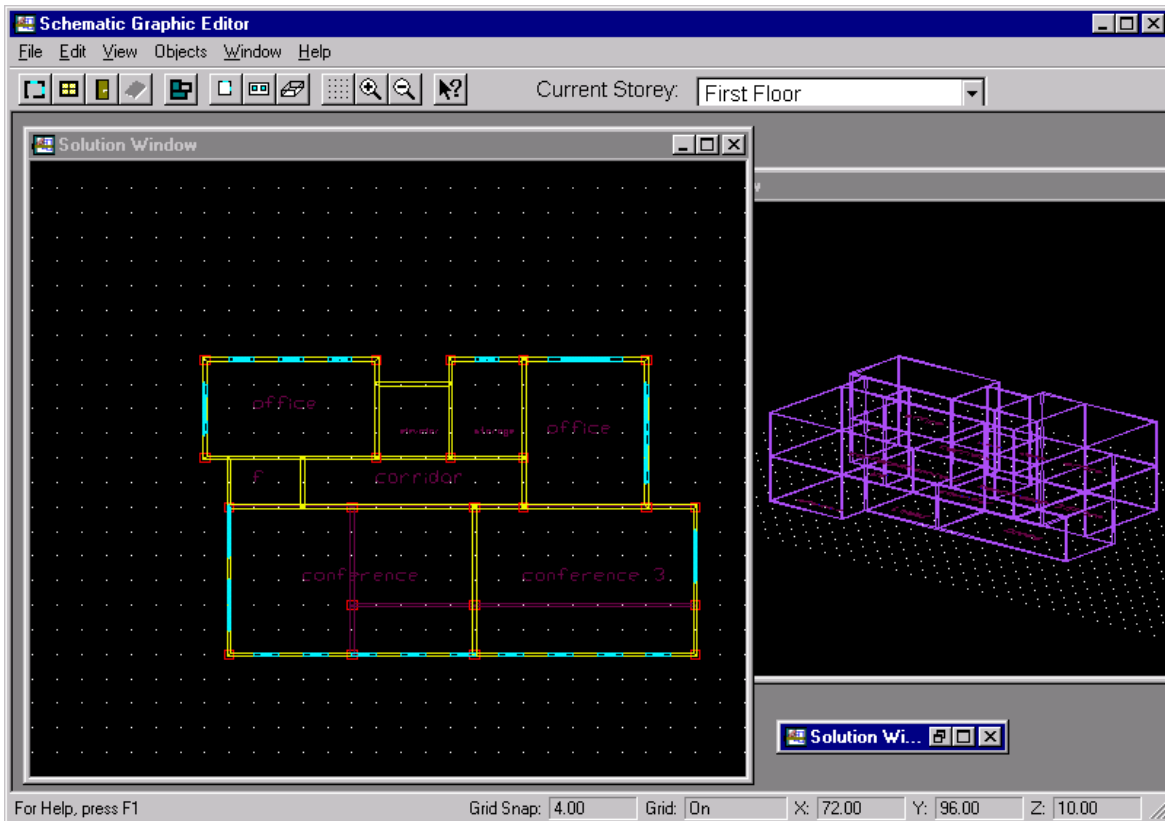 Schematic Graphic Editor
File Edit View Objects Window Help
Current Storey: First Floor
Solution Window
office
elevator storage office
f corridor
conference conference 3
Solution Wi...
For Help, press F1 Grid Snap: 4.00 Grid: On X: 72.00 Y: 96.00 Z: 10.00